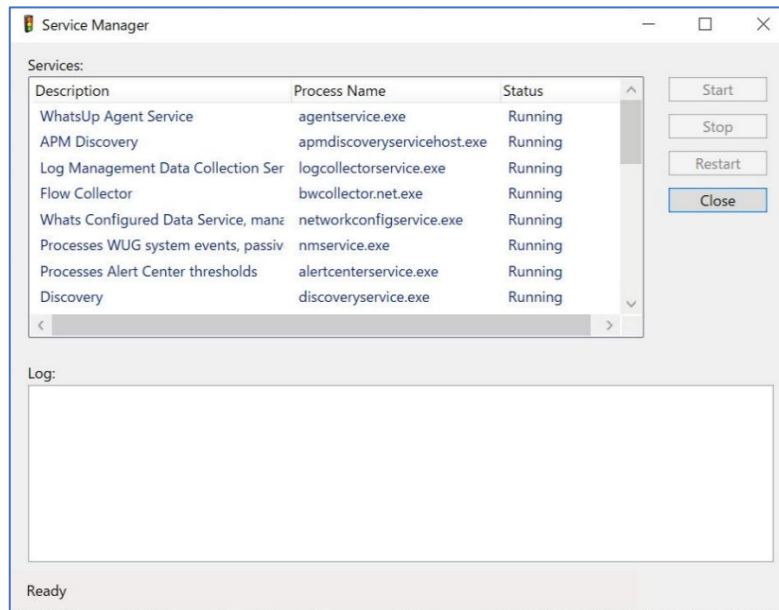 Service Manager
Services:
Description Process Name Status
WhatsUp Agent Service agentservice.exe Running
APM Discovery apmdiscoveryservicehost.exe Running
Log Management Data Collection Ser logcollectorservice.exe Running
Flow Collector bwcollector.net.exe Running
Whats Configured Data Service, mana networkconfigservice.exe Running
Processes WUG system events, passiv nmservice.exe Running
Processes Alert Center thresholds alertcenterservice.exe Running
Discovery discoveryservice.exe Running
Start
Stop
Restart
Close
Log:
Ready